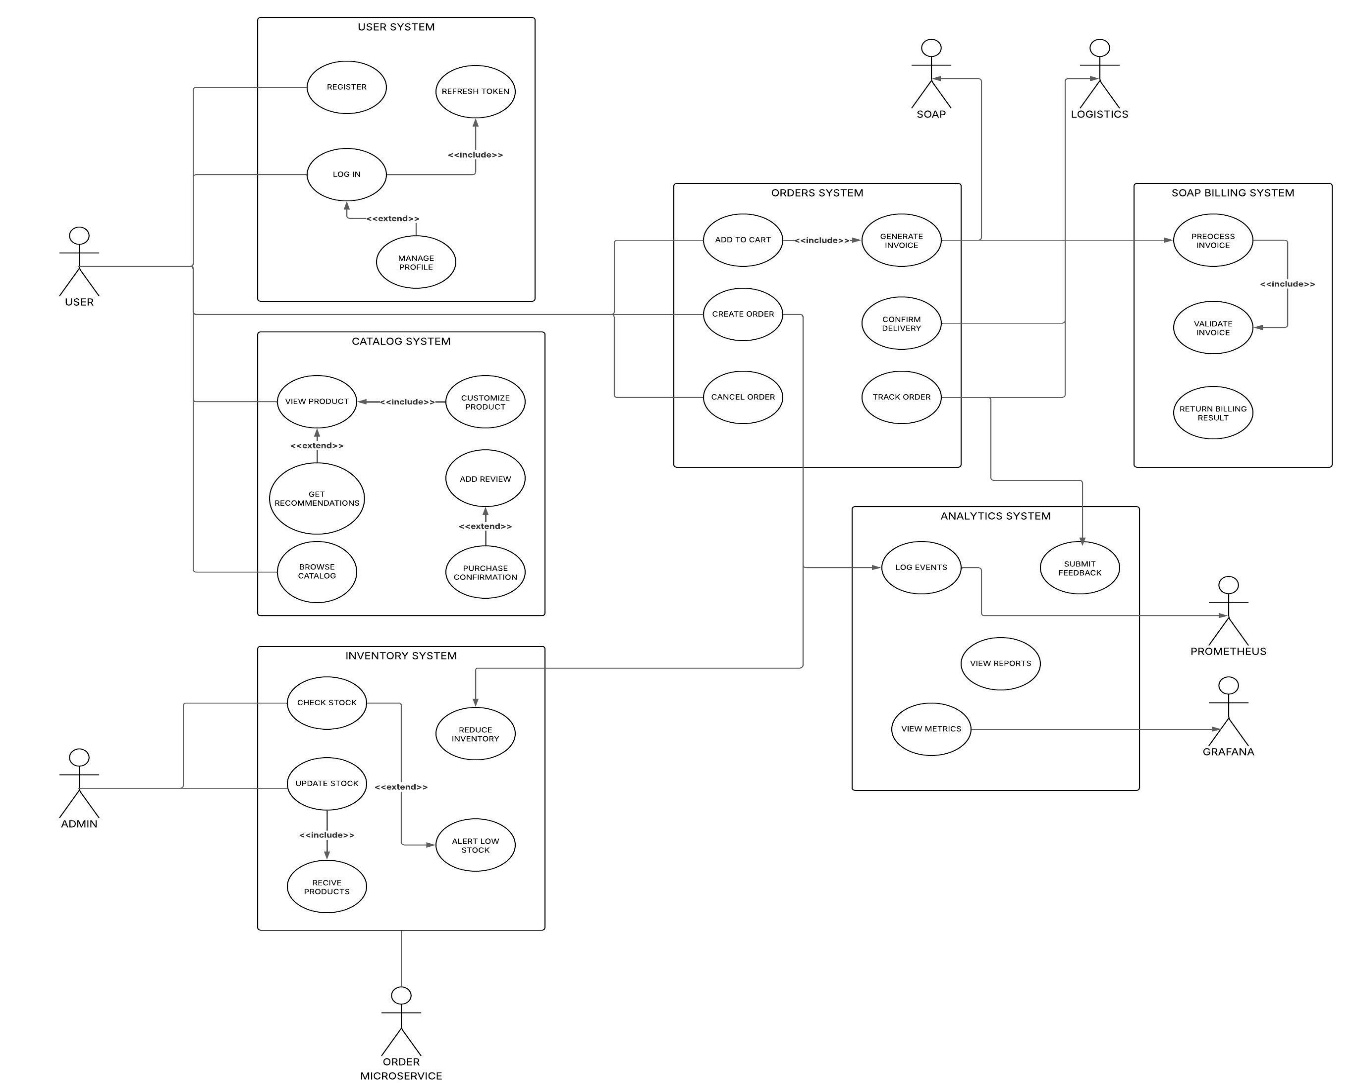 USER SYSTEM
REGISTER
REFRESH TOKEN
<<include>>
LOG IN
<<extend>>
MANAGE
PROFILE
USER
SOAP
LOGISTICS
ORDERS SYSTEM
ADD TO CART
<<include>>
GENERATE
INVOICE
CREATE ORDER
CONFIRM
DELIVERY
CANCEL ORDER
TRACK ORDER
SOAP BILLING SYSTEM
PREOCESS
INVOICE
<<include>>
VALIDATE
INVOICE
RETURN BILLING
RESULT
CATALOG SYSTEM
VIEW PRODUCT
<<include>>
CUSTOMIZE
PRODUCT
<<extend>>
GET
RECOMMENDATIONS
ADD REVIEW
<<extend>>
BROWSE
CATALOG
PURCHASE
CONFIRMATION
ANALYTICS SYSTEM
LOG EVENTS
SUBMIT
FEEDBACK
VIEW REPORTS
VIEW METRICS
PROMETHEUS
GRAFANA
INVENTORY SYSTEM
CHECK STOCK
REDUCE
INVENTORY
UPDATE STOCK
<<extend>>
<<include>>
ALERT LOW
STOCK
RECIVE
PRODUCTS
ADMIN
ORDER
MICROSERVICE